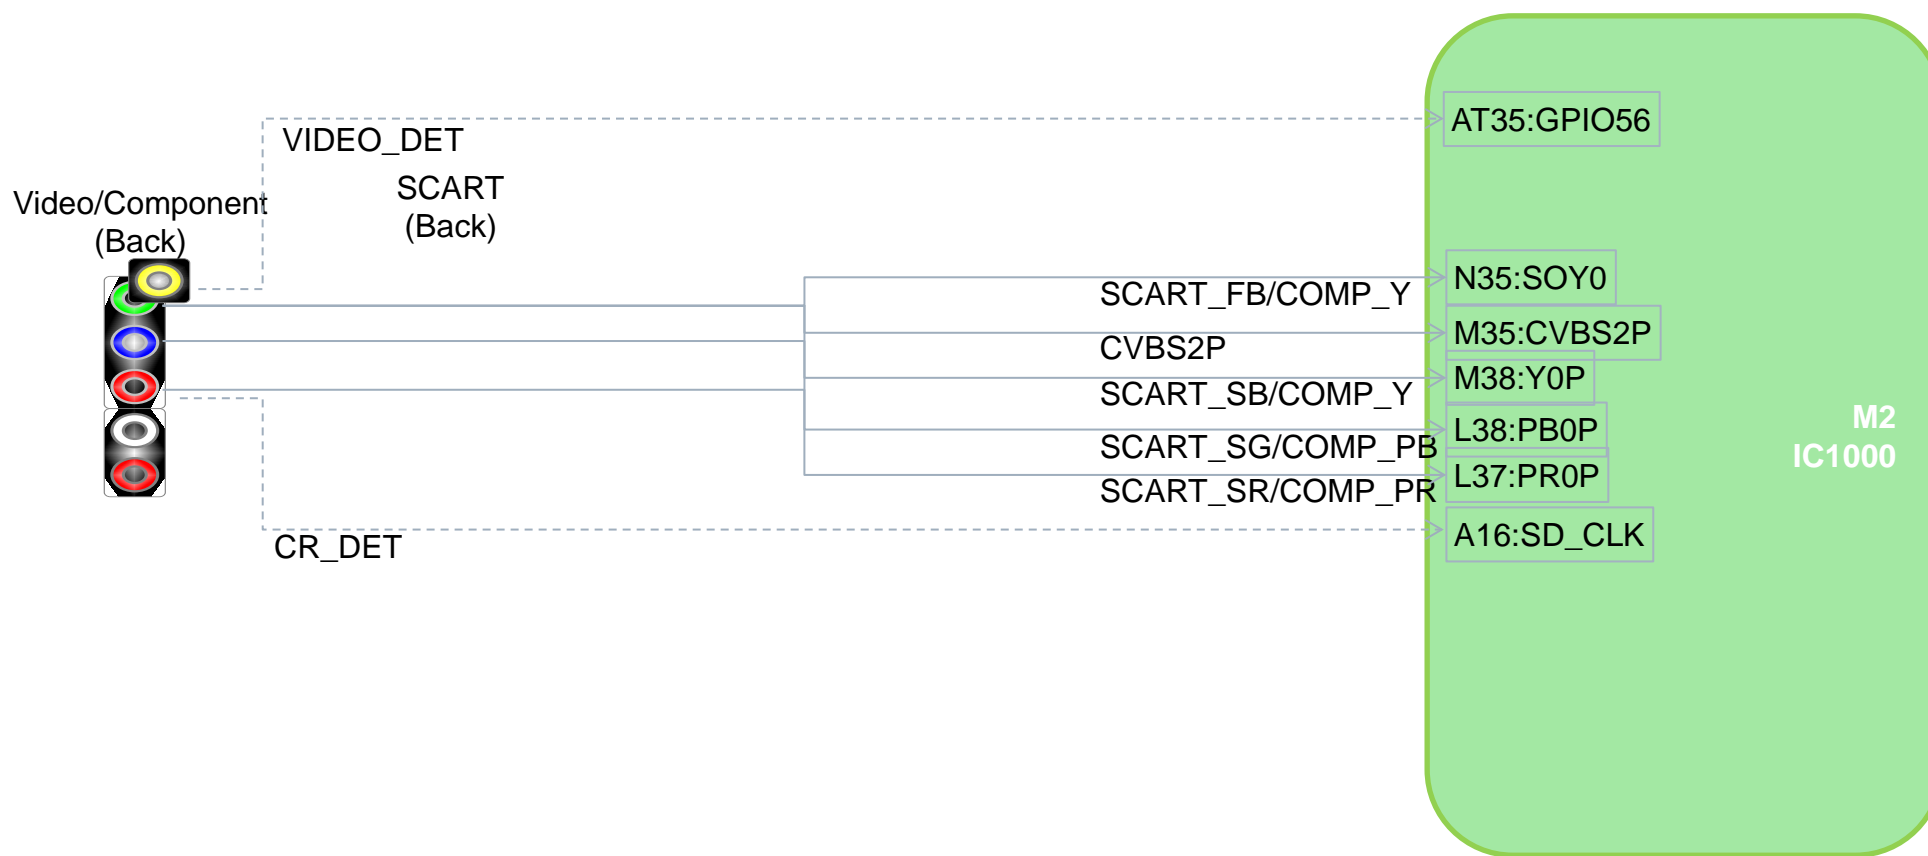 AT35:GPIO56
VIDEO_DET
SCART
(Back)
Video/Component
(Back)
N35:SOY0
SCART_FB/COMP_Y
M35:CVBS2P
CVBS2P
M38:Y0P
SCART_SB/COMP_Y
L38:PB0P
SCART_SG/COMP_PB
L37:PR0P
SCART_SR/COMP_PR
A16:SD_CLK
CR_DET
M2
IC1000